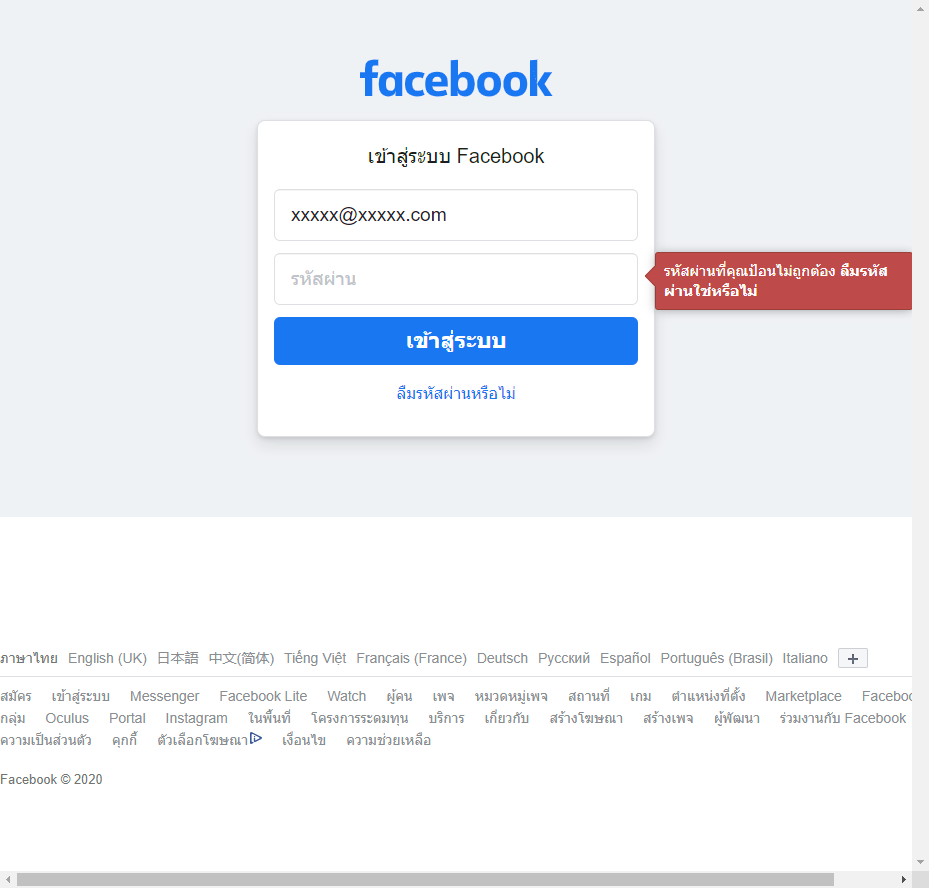 facebook
เข้าสู่ระบบ Facebook
xxxxx@xxxxx.com
รหัสผ่าน
รหัสผ่านที่คุณป้อนไม่ถูกต้อง ลืมรหัส
ผ่านใช่หรือไม่
เข้าสู่ระบบ
ลืมรหัสผ่านหรือไม่
ภาษาไทย English (UK) 日本語 中文(简体) Tiếng Việt Français (France) Deutsch Русский Español Português (Brasil) Italiano +
สมัคร เข้าสู่ระบบ Messenger Facebook Lite Watch ผู้คน เพจ หมวดหมู่เพจ สถานที่ เกม ตำแหน่งที่ตั้ง Marketplace Faceboo
กลุ่ม Oculus Portal Instagram ในพื้นที่ โครงการระดมทุน บริการ เกี่ยวกับ สร้างโฆษณา สร้างเพจ ผู้พัฒนา ร่วมงานกับ Facebook
ความเป็นส่วนตัว คุกกี้ ตัวเลือกโฆษณา เงื่อนไข ความช่วยเหลือ
Facebook © 2020